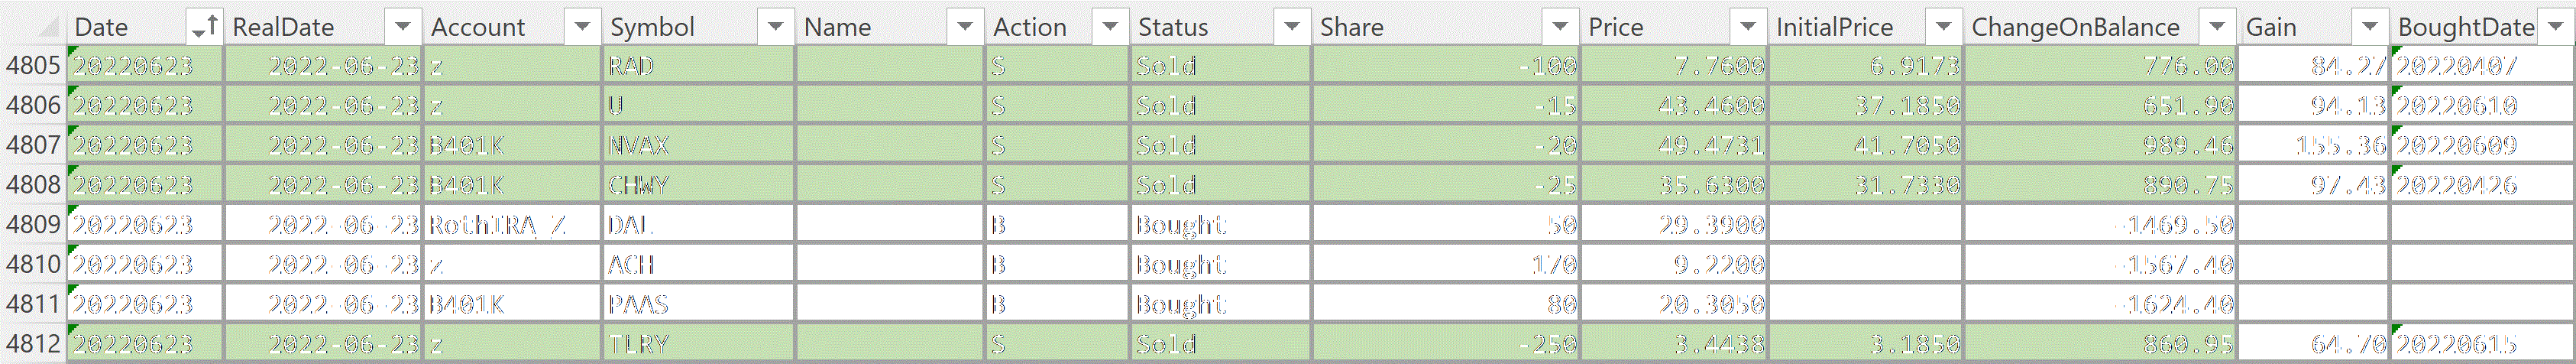 Date RealDate Account Symbol Name Action Status Share Price InitialPrice ChangeOnBalance Gain BoughtDate
4805 20220623 2022-06-23 z RAD S Sold -100 7.7600 6.9173 776.00 84.27 20220407
4806 20220623 2022-06-23 z U S Sold -15 43.4600 37.1850 651.90 94.13 20220610
4807 20220623 2022-06-23 B401K NVAX S Sold -20 49.4731 41.7050 989.46 155.36 20220609
4808 20220623 2022-06-23 B401K CHWY S Sold -25 35.6300 31.7330 890.75 97.43 20220426
4809 20220623 2022-06-23 RothIRA_Z DAL B Bought 50 29.3900 -1469.50
4810 20220623 2022-06-23 z ACH B Bought 170 9.2200 -1567.40
4811 20220623 2022-06-23 B401K PAAS B Bought 80 20.3050 -1624.40
4812 20220623 2022-06-23 z TLRY S Sold -250 3.4438 3.1850 860.95 64.70 20220615